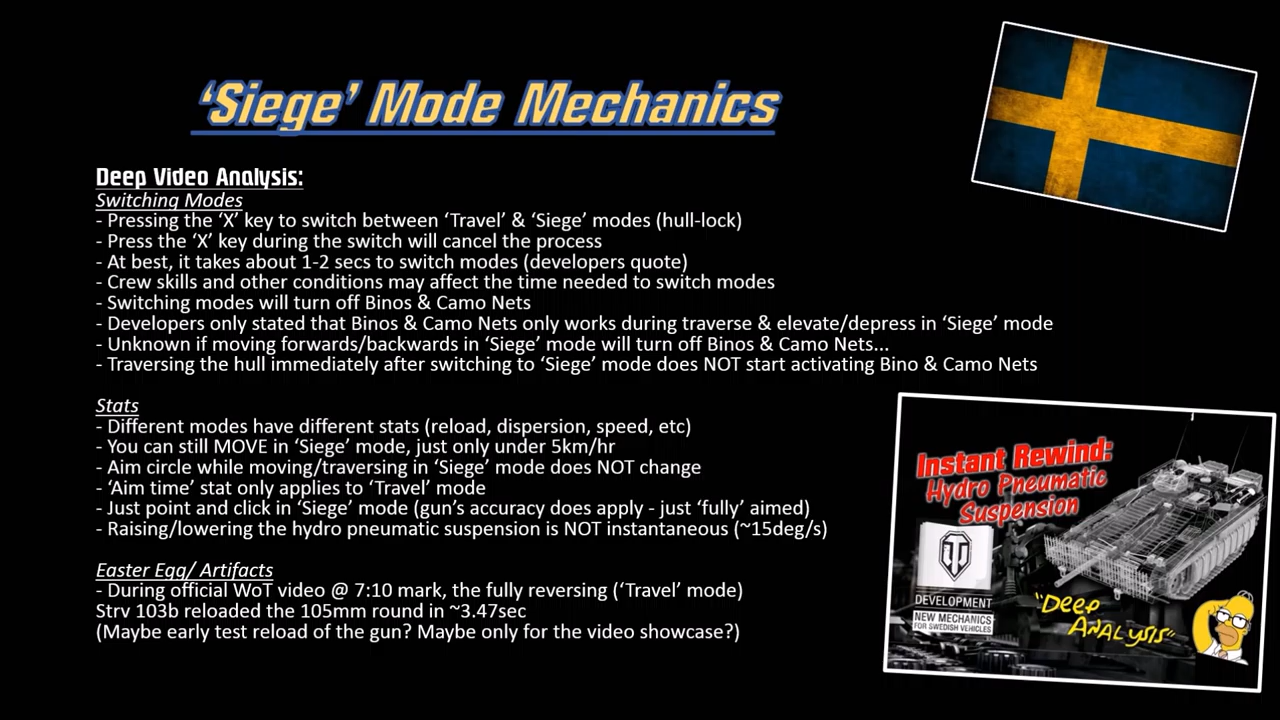 ‘Siege’ Mode Mechanics
Deep Video Analysis:
Switching Modes
- Pressing the ‘X’ key to switch between ‘Travel’ & ‘Siege’ modes (hull-lock)
- Press the ‘X’ key during the switch will cancel the process
- At best, it takes about 1-2 secs to switch modes (developers quote)
- Crew skills and other conditions may affect the time needed to switch modes
- Switching modes will turn off Binos & Camo Nets
- Developers only stated that Binos & Camo Nets only works during traverse & elevate/depress in ‘Siege’ mode
- Unknown if moving forwards/backwards in ‘Siege’ mode will turn off Binos & Camo Nets...
- Traversing the hull immediately after switching to ‘Siege’ mode does NOT start activating Bino & Camo Nets
Stats
- Different modes have different stats (reload, dispersion, speed, etc)
- You can still MOVE in ‘Siege’ mode, just only under 5km/hr
- Aim circle while moving/traversing in ‘Siege’ mode does NOT change
- ‘Aim time’ stat only applies to ‘Travel’ mode
- Just point and click in ‘Siege’ mode (gun’s accuracy does apply - just ‘fully’ aimed)
- Raising/lowering the hydro pneumatic suspension is NOT instantaneous (~15deg/s)
Easter Egg/ Artifacts
- During official WoT video @ 7:10 mark, the fully reversing (‘Travel’ mode)
Strv 103b reloaded the 105mm round in ~3.47sec
(Maybe early test reload of the gun? Maybe only for the video showcase?)
Instant Rewind:
Hydro Pneumatic
Suspension
DEVELOPMENT
NEW MECHANICS
FOR SWEDISH VEHICLES
"Deep
Analysis"